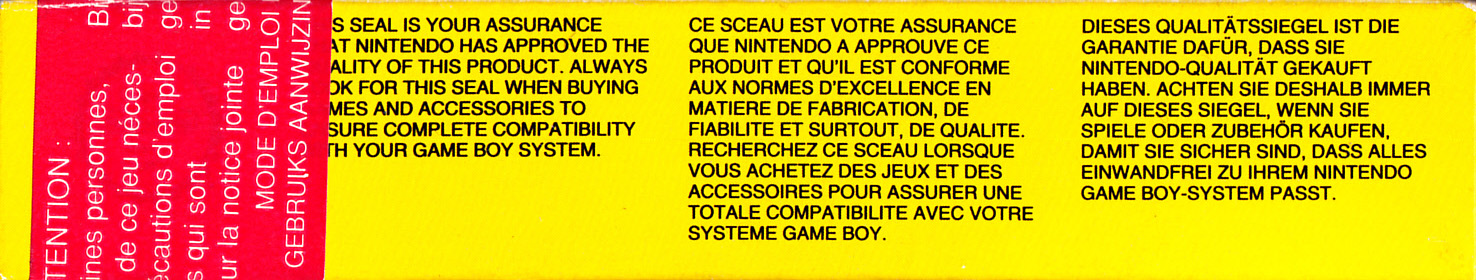 TENTION :
ines personnes, B
de ce jeu néces- bij
écautions d'emploi ge
s qui sont in
ur la notice jointe ge
MODE D'EMPLOI
GEBRUIKS AANWIJZIN
S SEAL IS YOUR ASSURANCE
AT NINTENDO HAS APPROVED THE
ALITY OF THIS PRODUCT. ALWAYS
OK FOR THIS SEAL WHEN BUYING
MES AND ACCESSORIES TO
SURE COMPLETE COMPATIBILITY
TH YOUR GAME BOY SYSTEM.
CE SCEAU EST VOTRE ASSURANCE
QUE NINTENDO A APPROUVE CE
PRODUIT ET QU'IL EST CONFORME
AUX NORMES D'EXCELLENCE EN
MATIERE DE FABRICATION, DE
FIABILITE ET SURTOUT, DE QUALITE.
RECHERCHEZ CE SCEAU LORSQUE
VOUS ACHETEZ DES JEUX ET DES
ACCESSOIRES POUR ASSURER UNE
TOTALE COMPATIBILITE AVEC VOTRE
SYSTEME GAME BOY.
DIESES QUALITÄTSSIEGEL IST DIE
GARANTIE DAFÜR, DASS SIE
NINTENDO-QUALITÄT GEKAUFT
HABEN. ACHTEN SIE DESHALB IMMER
AUF DIESES SIEGEL, WENN SIE
SPIELE ODER ZUBEHÖR KAUFEN,
DAMIT SIE SICHER SIND, DASS ALLES
EINWANDFREI ZU IHREM NINTENDO
GAME BOY-SYSTEM PASST.